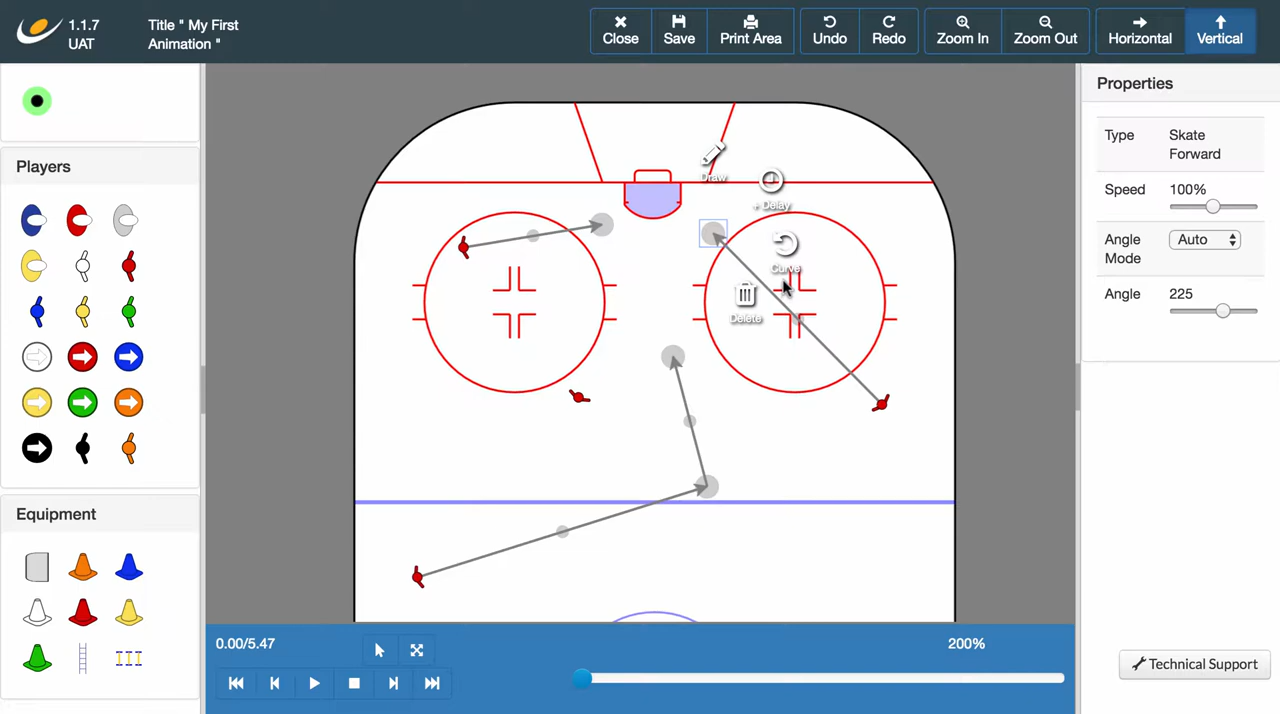 1.1.7
UAT
Title " My First
Animation "
Close
Save
Print Area
Undo
Redo
Zoom In
Zoom Out
Horizontal
Vertical
Players
Equipment
Draw
+ Delay
Curve
Delete
Properties
Type
Skate
Forward
Speed
100%
Angle
Mode
Auto
Angle
225
0.00/5.47
200%
Technical Support